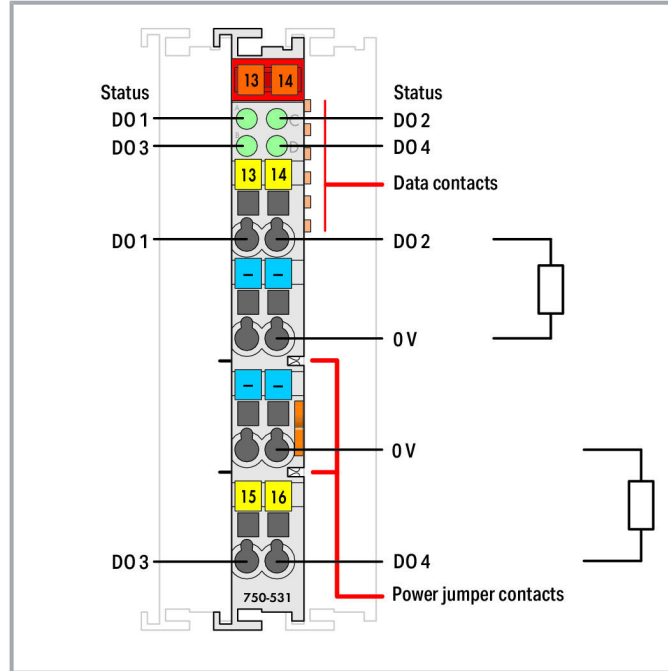 13 14
Status Status
A C
DO 1 DO 2
B D
DO 3 DO 4
13 14
Data contacts
DO 1 DO 2
– –
0 V
– –
0 V
15 16
DO 3 DO 4
750-531
Power jumper contacts